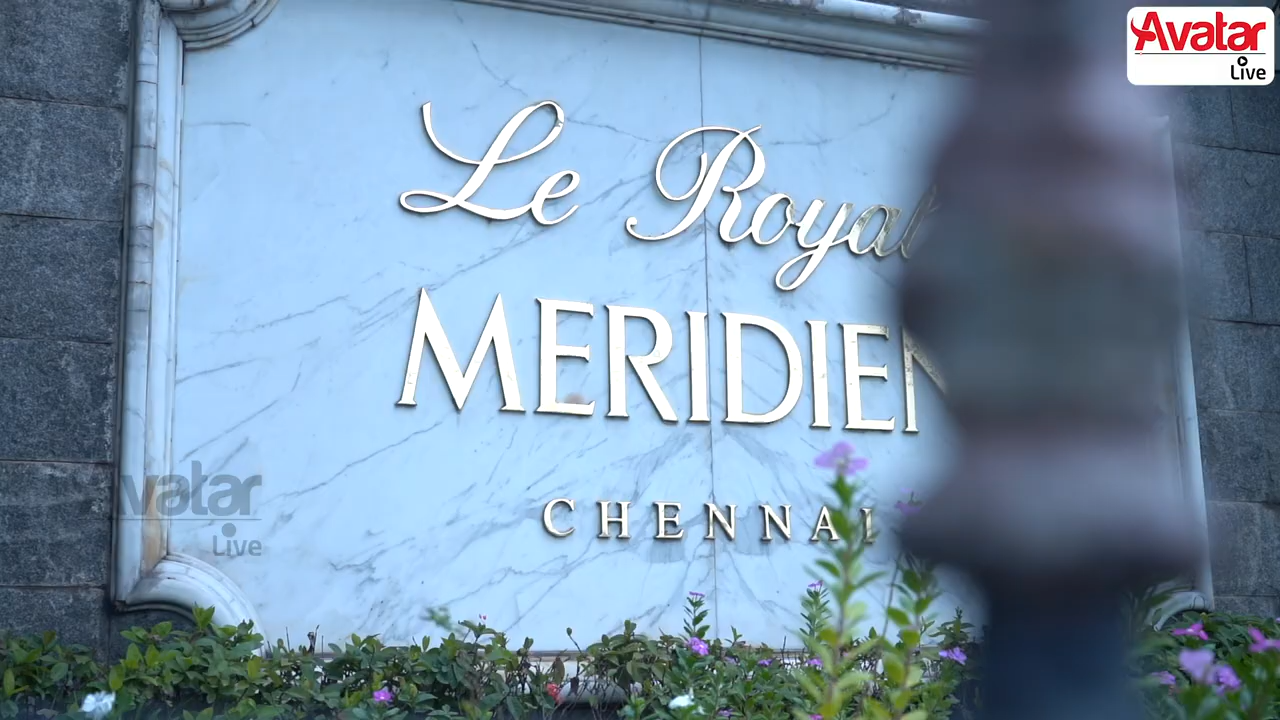 Avatar
Live
Le Royal
MERIDIEN
CHENNAI
Avatar
Live